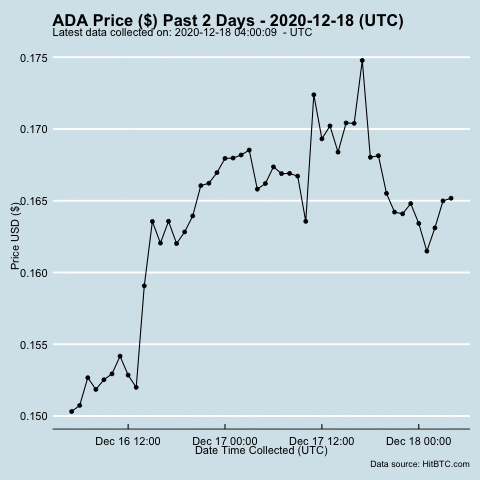 ADA Price ($) Past 2 Days - 2020-12-18 (UTC)
Latest data collected on: 2020-12-18 04:00:09  - UTC
0.175
0.170
0.165
0.160
0.155
0.150
Price USD ($)
Dec 16 12:00
Dec 17 00:00
Dec 17 12:00
Dec 18 00:00
Date Time Collected (UTC)
Data source: HitBTC.com